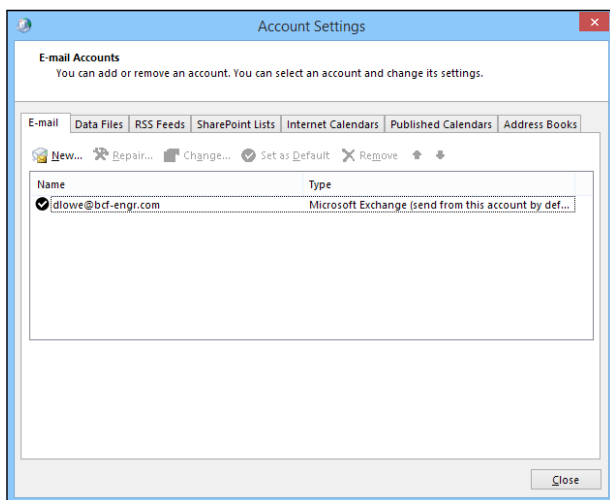 Account Settings
E-mail Accounts
You can add or remove an account. You can select an account and change its settings.
E-mail Data Files RSS Feeds SharePoint Lists Internet Calendars Published Calendars Address Books
New... Repair... Change... Set as Default Remove
Name Type
dlowe@bcf-engr.com Microsoft Exchange (send from this account by def...
Close